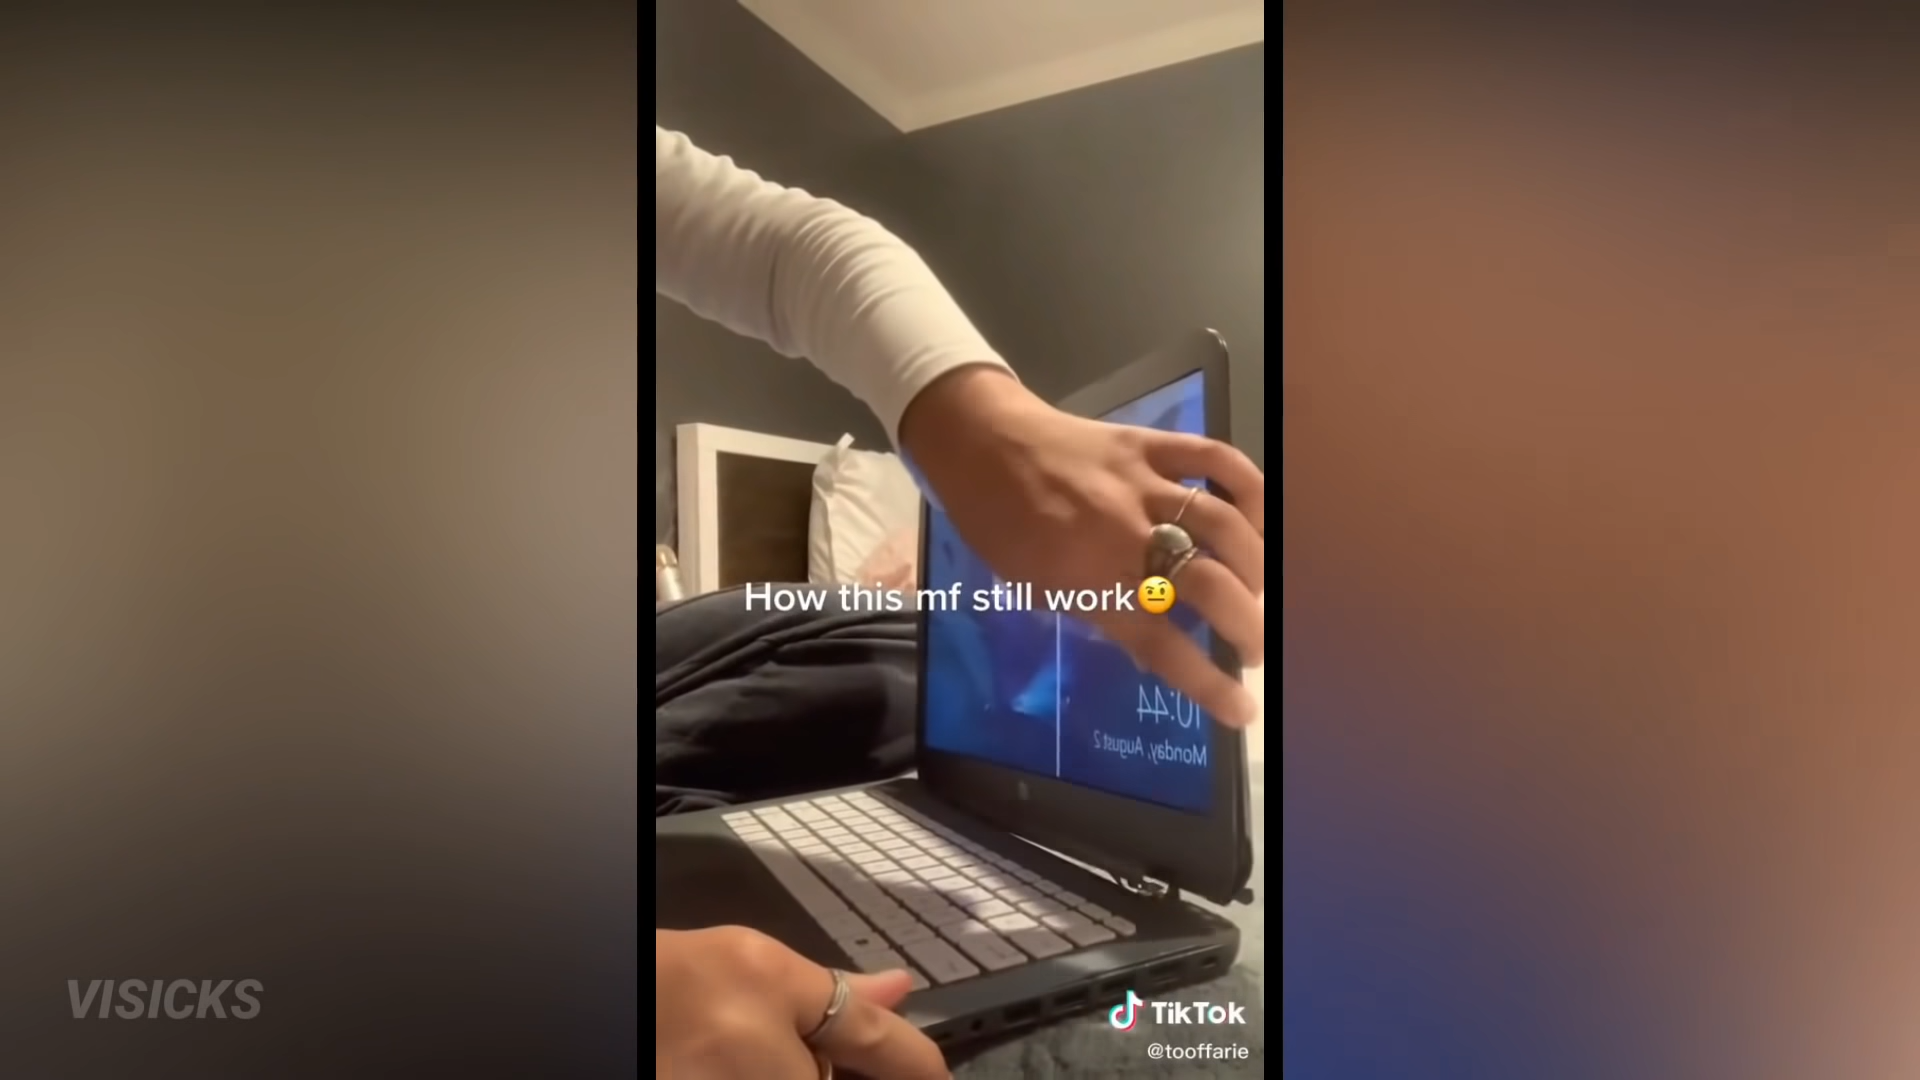 How this mf still work🤨
10:44
Monday, August 2
VISICKS
TikTok
@tooffarie